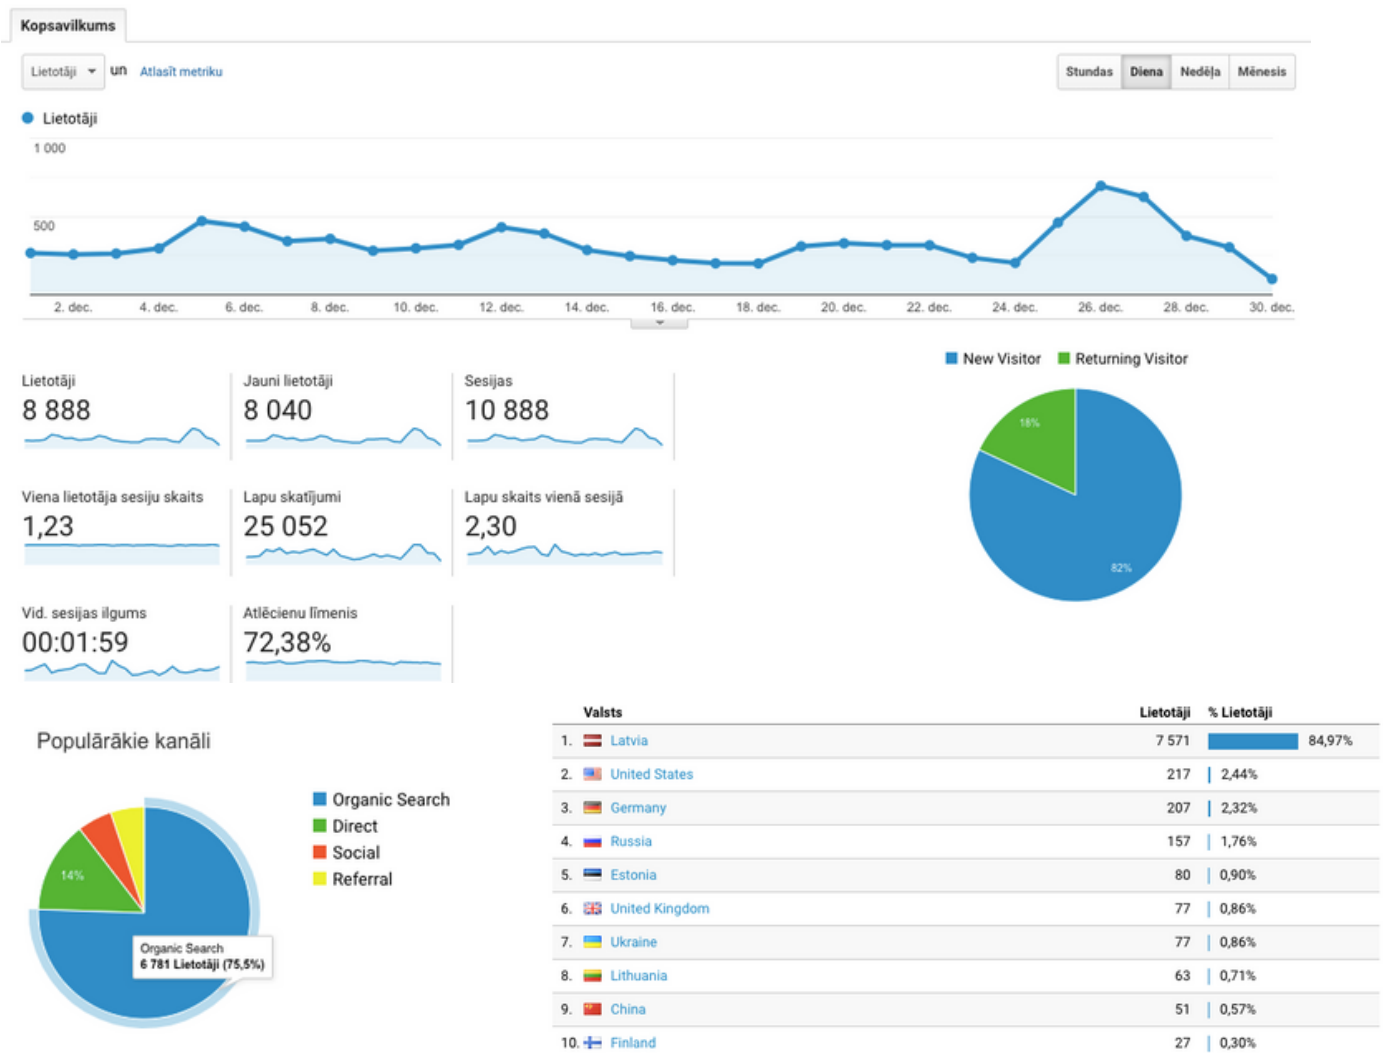 Kopsavilkums
Lietotāji un Atlasīt metriku
Stundas Diena Nedēļa Mēnesis
Lietotāji
1 000
500
2. dec. 4. dec. 6. dec. 8. dec. 10. dec. 12. dec. 14. dec. 16. dec. 18. dec. 20. dec. 22. dec. 24. dec. 26. dec. 28. dec. 30. dec.
New Visitor Returning Visitor
18%
82%
Lietotāji
8 888
Jauni lietotāji
8 040
Sesijas
10 888
Viena lietotāja sesiju skaits
1,23
Lapu skatījumi
25 052
Lapu skaits vienā sesijā
2,30
Vid. sesijas ilgums
00:01:59
Atlēcienu līmenis
72,38%
Populārākie kanāli
Organic Search
Direct
Social
Referral
14%
Organic Search
6 781 Lietotāji (75,5%)
Valsts Lietotāji % Lietotāji
1. Latvia 7 571 84,97%
2. United States 217 2,44%
3. Germany 207 2,32%
4. Russia 157 1,76%
5. Estonia 80 0,90%
6. United Kingdom 77 0,86%
7. Ukraine 77 0,86%
8. Lithuania 63 0,71%
9. China 51 0,57%
10. Finland 27 0,30%